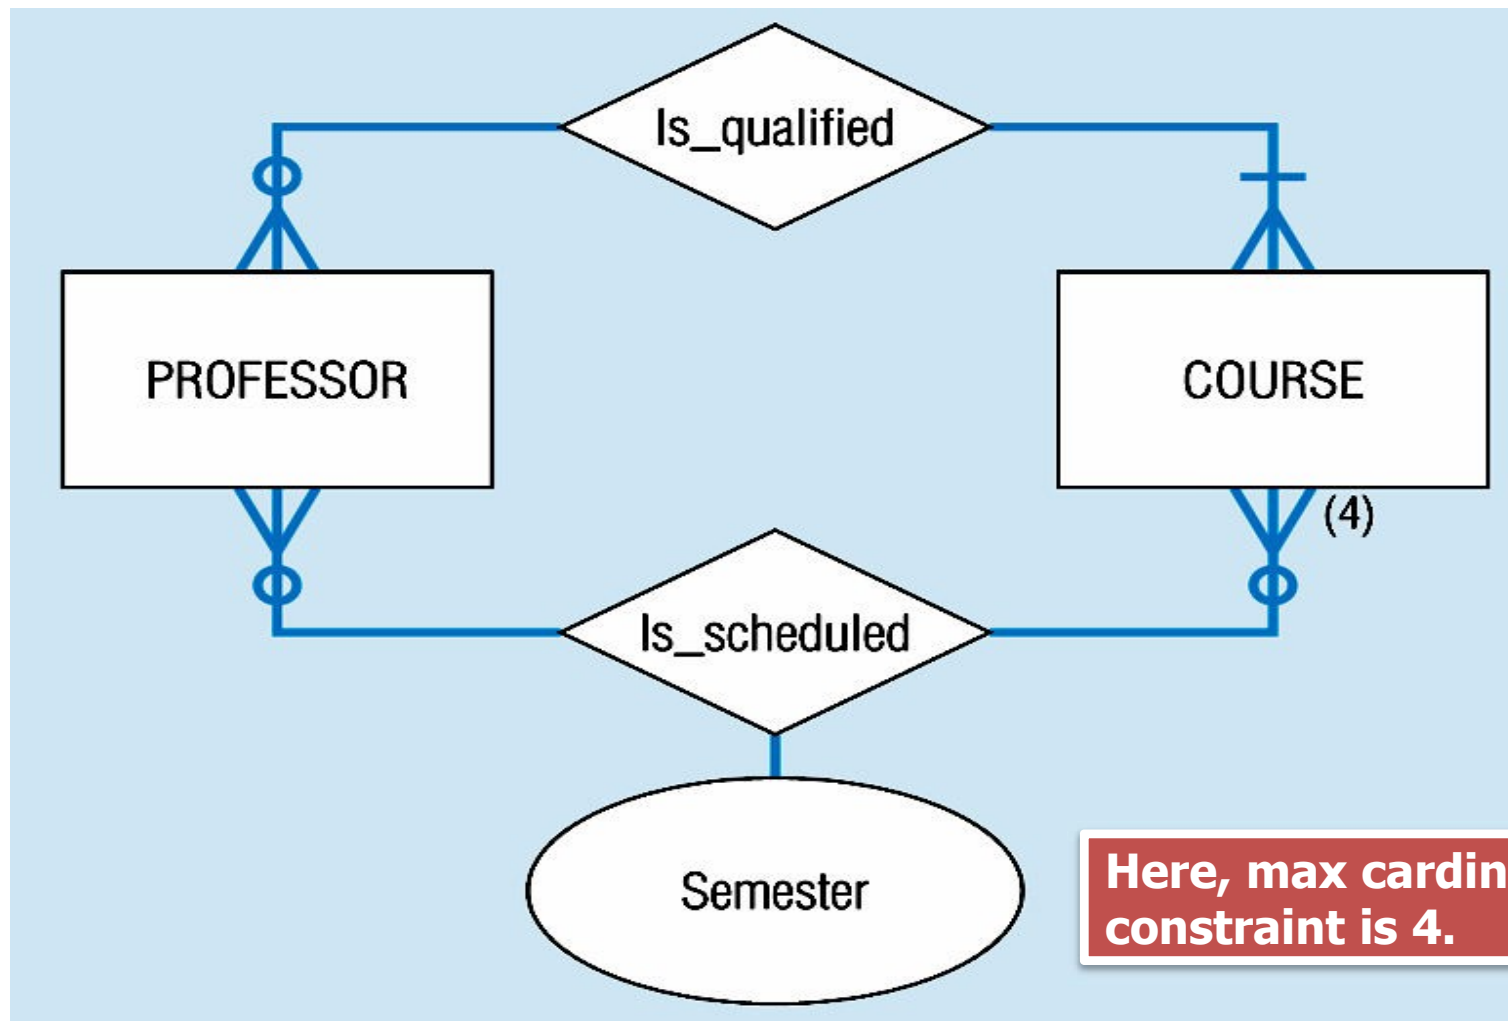 Is_qualified
PROFESSOR
COURSE
(4)
Is_scheduled
Semester
Here, max cardin
constraint is 4.